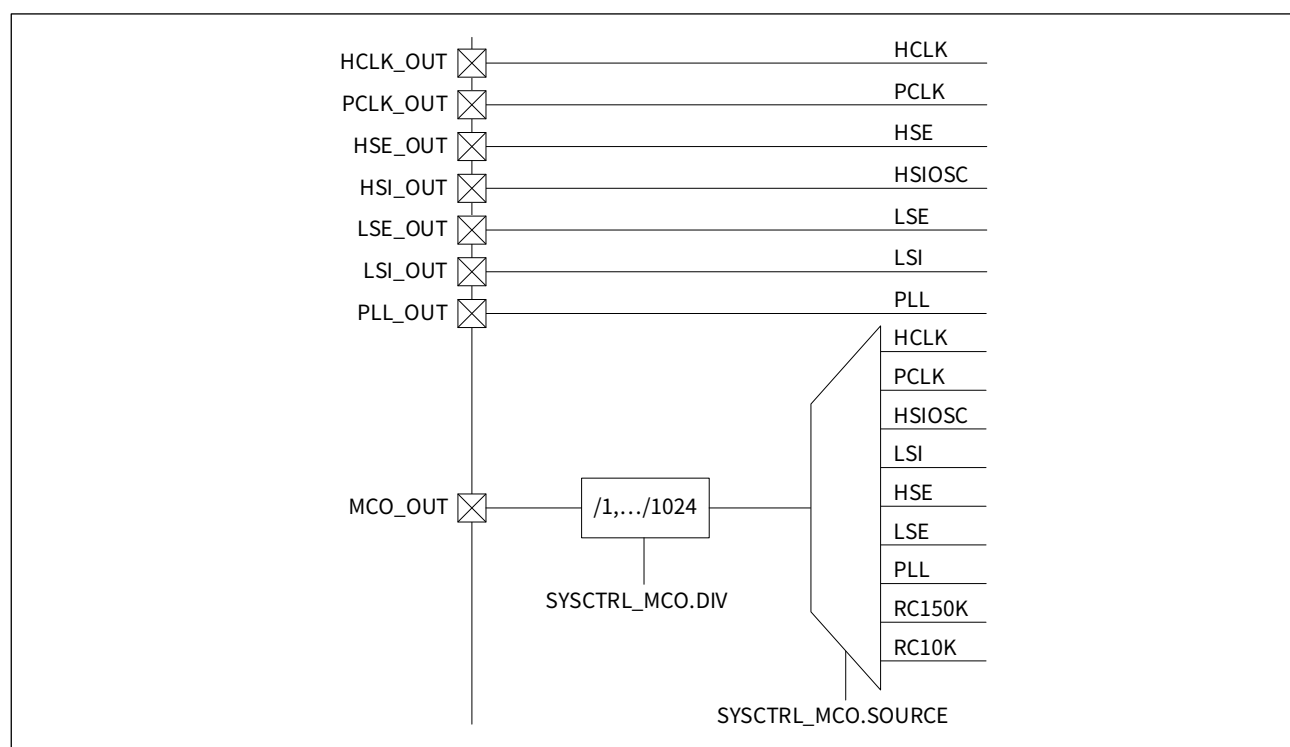 HCLK_OUT
HCLK
PCLK_OUT
PCLK
HSE_OUT
HSE
HSI_OUT
HSIOSC
LSE_OUT
LSE
LSI_OUT
LSI
PLL_OUT
PLL
HCLK
PCLK
HSIOSC
LSI
HSE
MCO_OUT
/1,.../1024
LSE
PLL
SYSCTRL_MCO.DIV
RC150K
RC10K
SYSCTRL_MCO.SOURCE